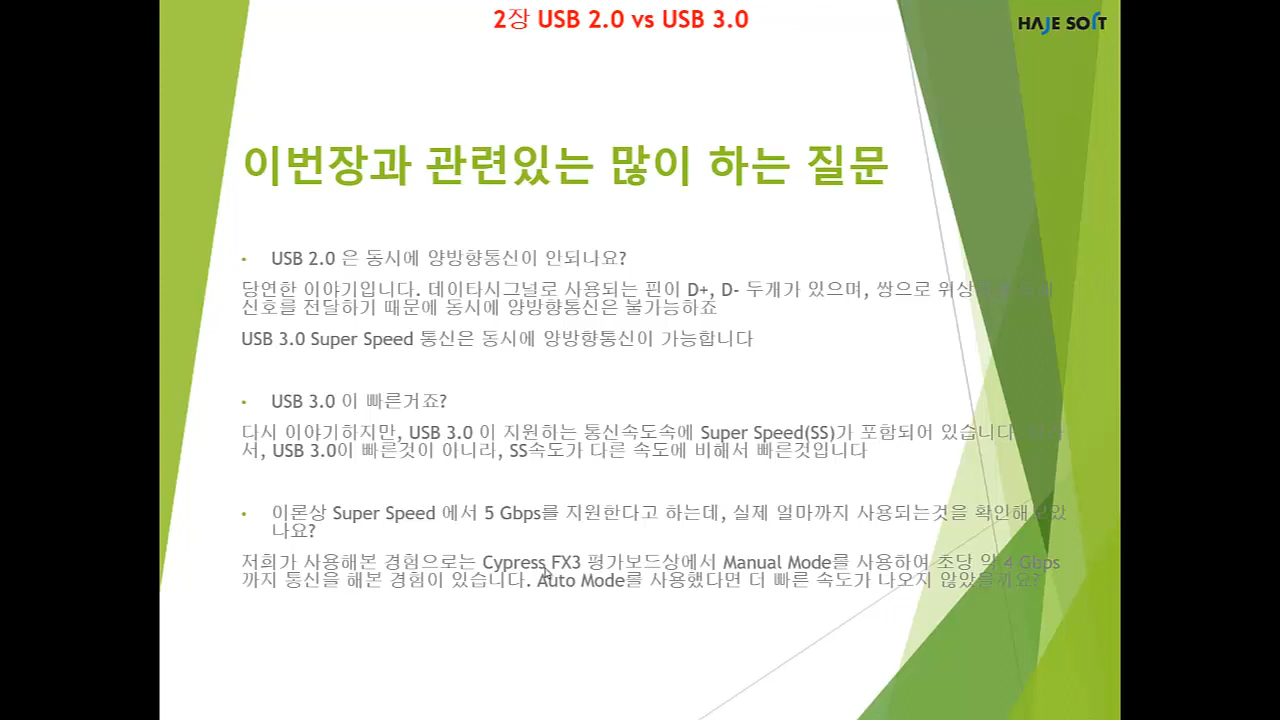 2장 USB 2.0 vs USB 3.0
HAJE SOFT
이번장과 관련있는 많이 하는 질문
• USB 2.0 은 동시에 양방향통신이 안되나요?
당연한 이야기입니다. 데이타시그널로 사용되는 핀이 D+, D- 두개가 있으며, 쌍으로
신호를 전달하기 때문에 동시에 양방향통신은 불가능하죠
USB 3.0 Super Speed 통신은 동시에 양방향통신이 가능합니다
• USB 3.0 이 빠른거죠?
다시 이야기하지만, USB 3.0 이 지원하는 통신속도속에 Super Speed(SS)가 포함되어 있습니다.
서, USB 3.0이 빠른것이 아니라, SS속도가 다른 속도에 비해서 빠른것입니다
• 이론상 Super Speed 에서 5 Gbps를 지원한다고 하는데, 실제 얼마까지 사용되는것을 확인해 보았
나요?
저희가 사용해본 경험으로는 Cypress FX3 평가보드상에서 Manual Mode를 사용하여 초당 약 4 Gbps
까지 통신을 해본 경험이 있습니다. Auto Mode를 사용했다면 더 빠른 속도가 나오지 않았을까요?